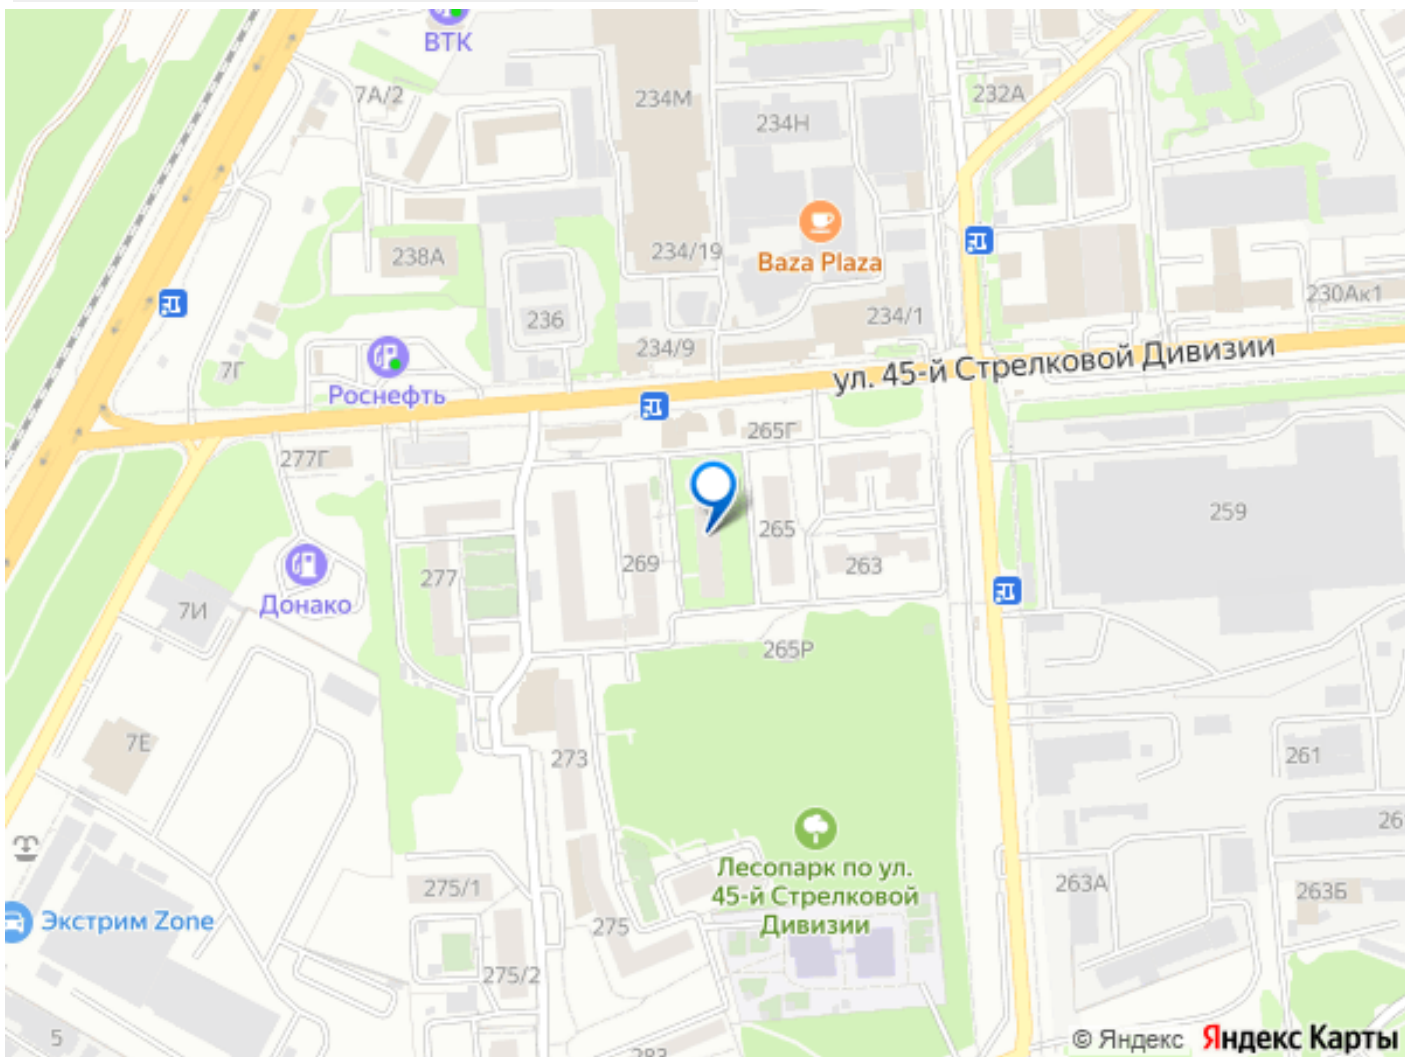 ВТК
7А/2
234М
234Н
232А
238А
234/19
Baza Plaza
230Ак1
236
234/1
7Г
234/9
Роснефть
ул. 45-й Стрелковой Дивизии
265Г
277Г
259
265
269
263
277
Донако
7И
265Р
7Е
273
261
26
Лесопарк по ул.
45-й Стрелковой
Дивизии
275/1
263А
263Б
Экстрим Zone
275
275/2
5
283
© Яндекс Яндекс Карты